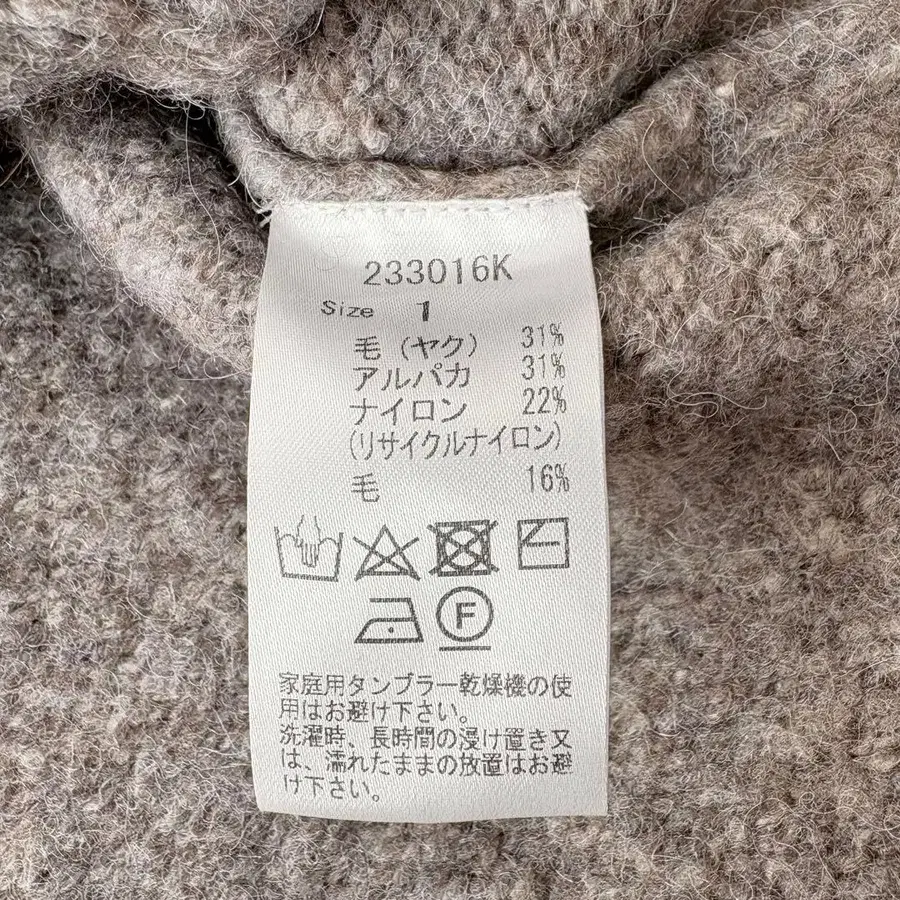 233016K
Size 1
毛 (ヤク) 31%
アルパカ 31%
ナイロン 22%
(リサイクルナイロン)
毛 16%
F
家庭用タンブラー乾燥機の使
用はお避け下さい。
洗濯時、長時間の浸け置き又
は、濡れたままの放置はお避
け下さい。